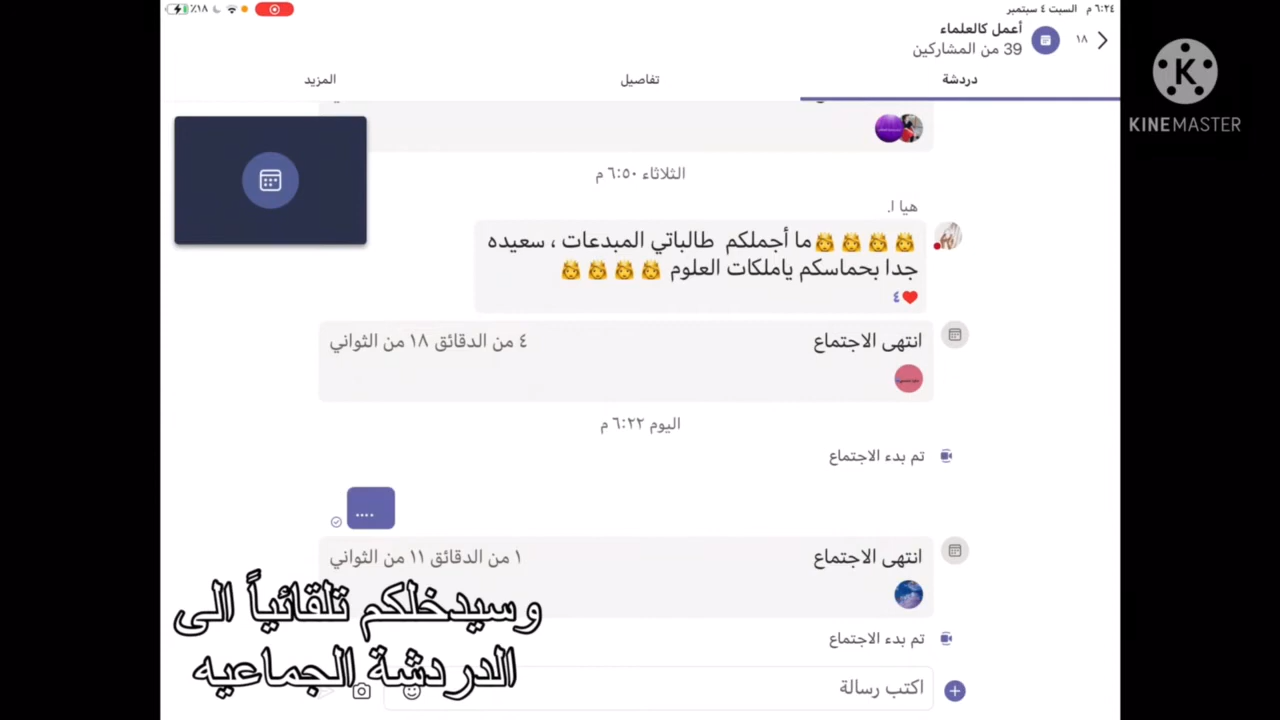 ٦:٢٤ م السبت ٤ سبتمبر
١٨٪
أعمل كالعلماء
39 من المشاركين
١٨
دردشة
تفاصيل
المزيد
KINEMASTER
الثلاثاء ٦:٥٠ م
هيا ا.
👸👸👸👸ما أجملكم طالباتي المبدعات ، سعيده
جدا بحماسكم ياملكات العلوم 👸👸👸👸
٤
انتهى الاجتماع
٤ من الدقائق ١٨ من الثواني
اليوم ٦:٢٢ م
تم بدء الاجتماع
....
انتهى الاجتماع
١ من الدقائق ١١ من الثواني
تم بدء الاجتماع
وسيدخلكم تلقائياً الى
الدردشة الجماعيه
اكتب رسالة